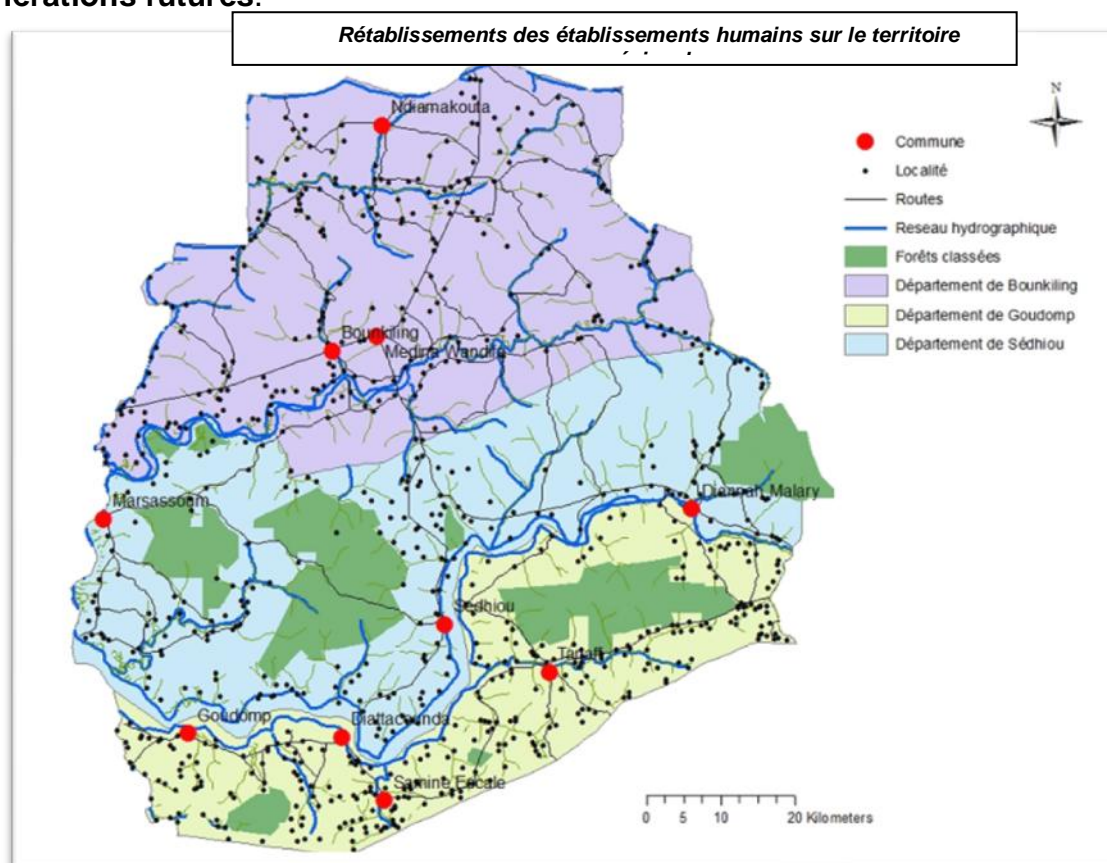 nérations futures.
Rétablissements des établissements humains sur le territoire
N
Ndiamakouta
Commune
Localité
Routes
Reseau hydrographique
Forêts classées
Département de Bounkiling
Département de Goudomp
Département de Sédhiou
Bounkiling
Medina Wandifa
Marsassoum
Diannah Malary
Sédhiou
Tanaff
Goudomp
Diattacounda
Samine Escale
0 5 10 20 Kilometers